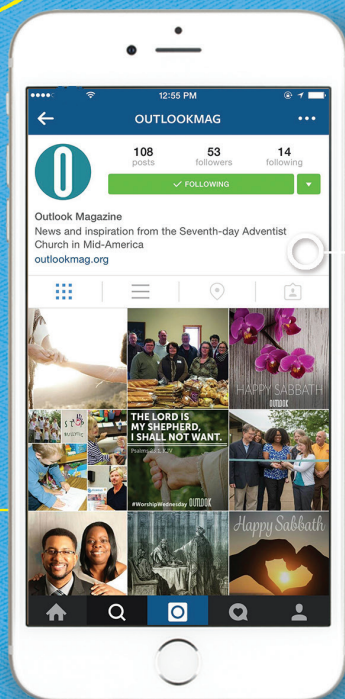 12:55 PM
OUTLOOKMAG
108 53 14
posts followers following
FOLLOWING
Outlook Magazine
News and inspiration from the Seventh-day Adventist
Church in Mid-America
outlookmag.org
HAPPY SABBATH
OUTLOOK
THE LORD IS
MY SHEPHERD,
I SHALL NOT WANT.
Psalms 23:1, KJV
#WorshipWednesday OUTLOOK
Happy Sabbath